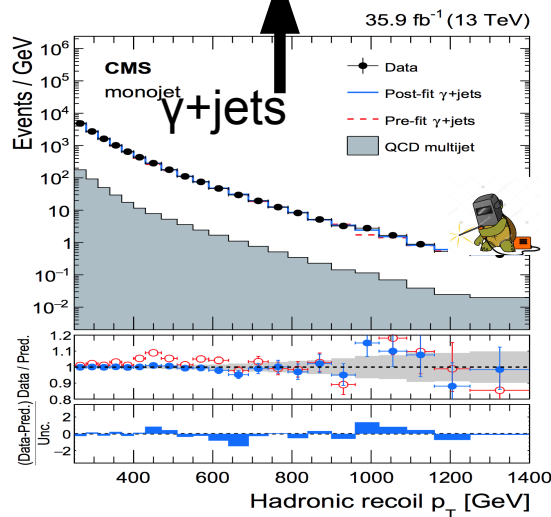 35.9 fb⁻¹ (13 TeV)
CMS
monojet
γ+jets
Data
Post-fit γ+jets
Pre-fit γ+jets
QCD multijet
Events / GeV
10⁶
10⁵
10⁴
10³
10²
10
1
10⁻¹
10⁻²
Data / Pred.
1.2
1.1
1.0
0.9
0.8
(Data-Pred.)
Unc.
2
0
−2
400 600 800 1000 1200 1400
Hadronic recoil p_T [GeV]